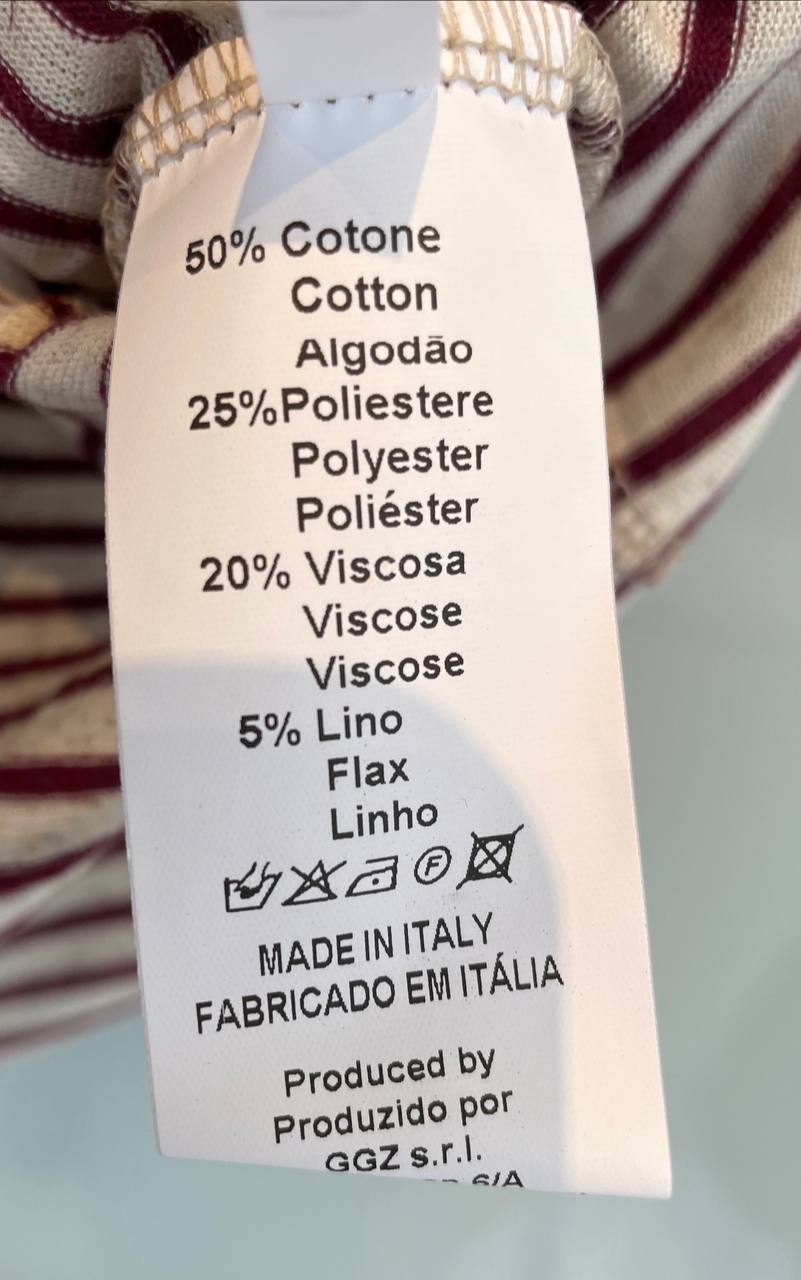 50% Cotone
Cotton
Algodão
25%Poliestere
Polyester
Poliéster
20% Viscosa
Viscose
Viscose
5% Lino
Flax
Linho
F
MADE IN ITALY
FABRICADO EM ITÁLIA
Produced by
Produzido por
GGZ s.r.l.
6/A